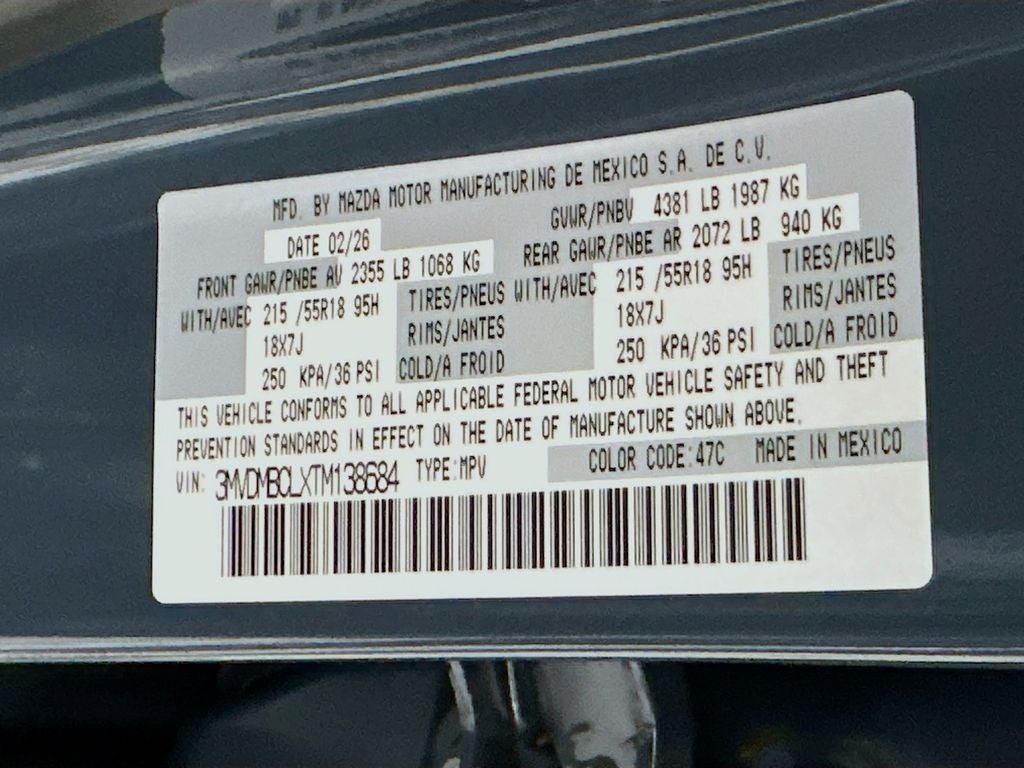 MFD. BY MAZDA MOTOR MANUFACTURING DE MEXICO S.A. DE C.V.
DATE 02/26 GVWR/PNBV 4381 LB 1987 KG
FRONT GAWR/PNBE AV 2355 LB 1068 KG REAR GAWR/PNBE AR 2072 LB 940 KG
WITH/AVEC 215 /55R18 95H TIRES/PNEUS WITH/AVEC 215 /55R18 95H TIRES/PNEUS
18X7J RIMS/JANTES 18X7J RIMS/JANTES
250 KPA/36 PSI COLD/A FROID 250 KPA/36 PSI COLD/A FROID
THIS VEHICLE CONFORMS TO ALL APPLICABLE FEDERAL MOTOR VEHICLE SAFETY AND THEFT
PREVENTION STANDARDS IN EFFECT ON THE DATE OF MANUFACTURE SHOWN ABOVE.
VIN: 3MVDMBCLXTM138684 TYPE:MPV COLOR CODE:47C MADE IN MEXICO